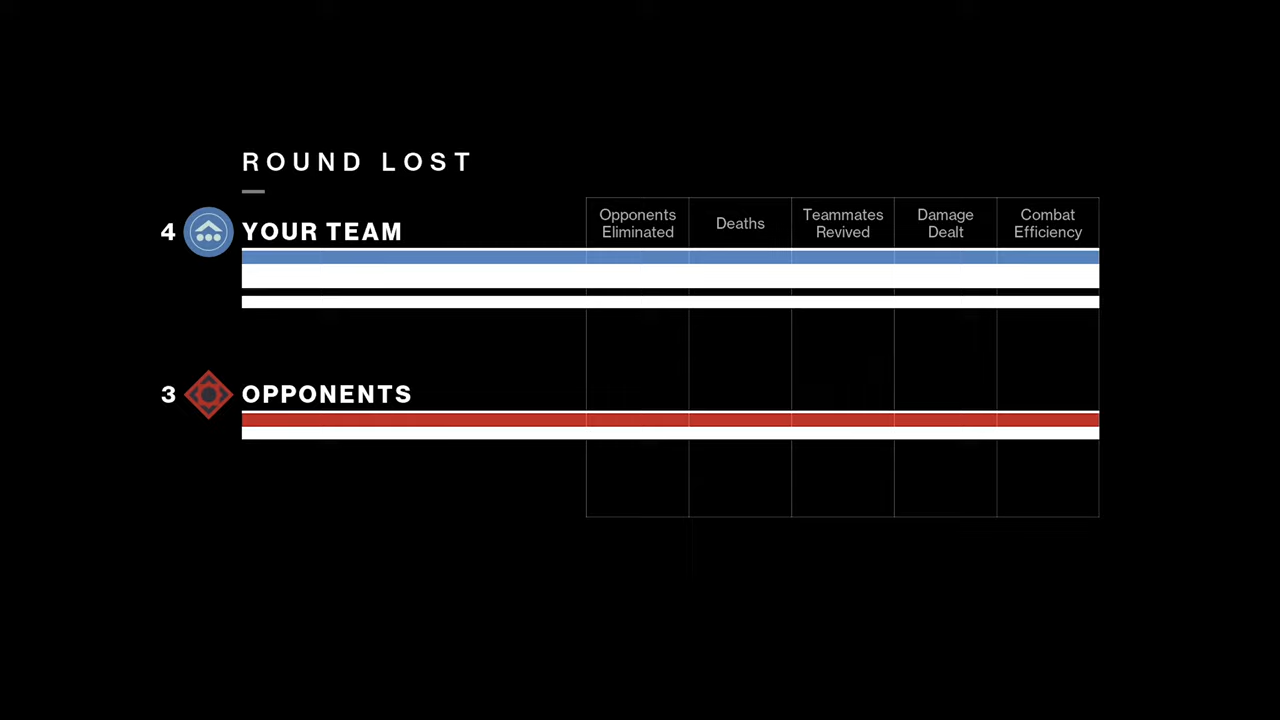 ROUND LOST
4 YOUR TEAM
Opponents Eliminated
Deaths
Teammates Revived
Damage Dealt
Combat Efficiency
3 OPPONENTS